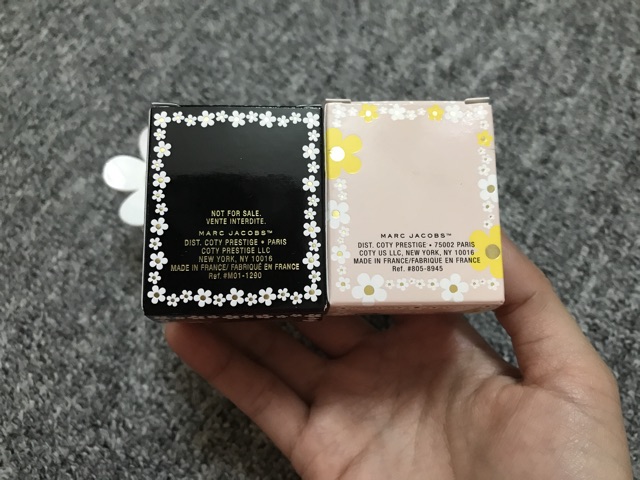 NOT FOR SALE.
VENTE INTERDITE.
MARC JACOBS™
DIST. COTY PRESTIGE • PARIS
COTY PRESTIGE LLC
NEW YORK, NY 10016
MADE IN FRANCE/FABRIQUÉ EN FRANCE
Ref. #M01-1290
MARC JACOBS™
DIST. COTY PRESTIGE • 75002 PARIS
COTY US LLC, NEW YORK, NY 10016
MADE IN FRANCE/FABRIQUÉ EN FRANCE
Ref. #805-8945